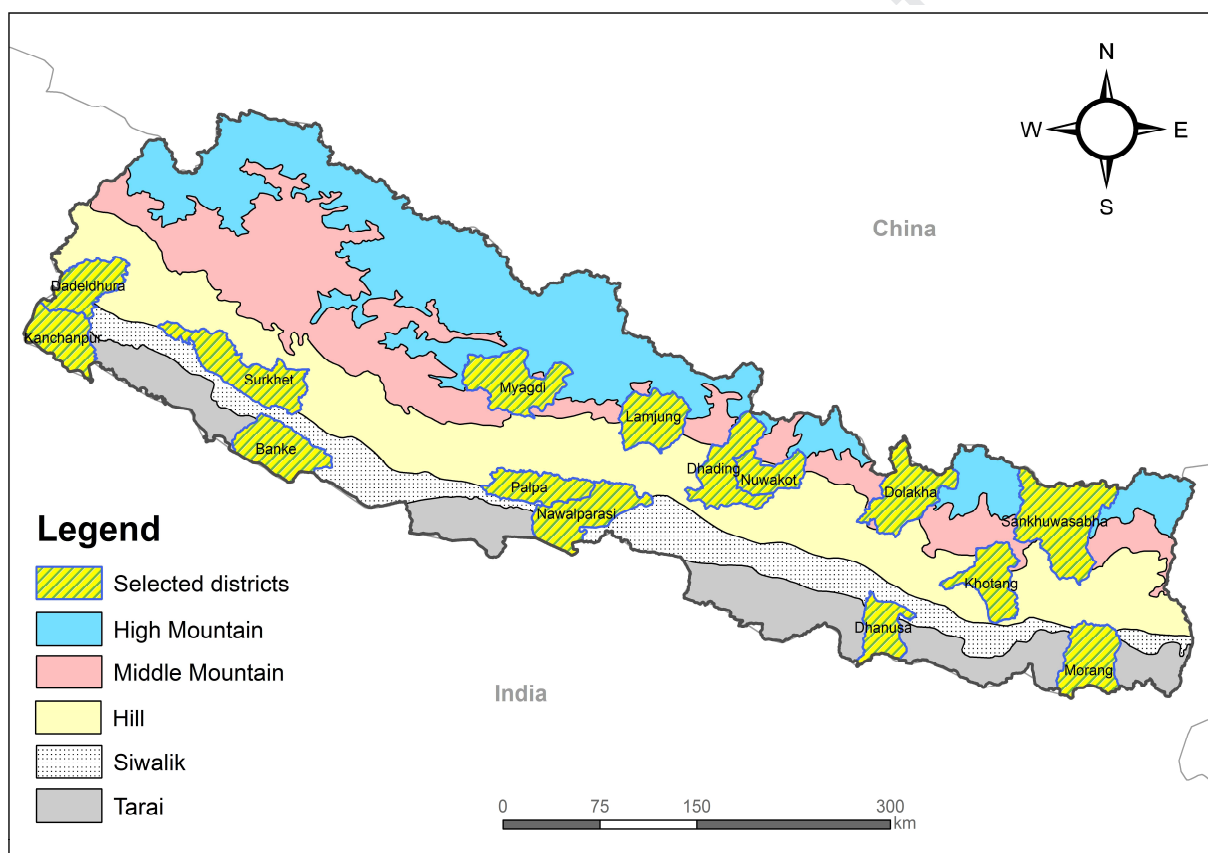 N
W E
S
China
Dadeldhura
Kanchanpur
Surkhet
Myagdi
Lamjung
Banke
Dhading
Nuwakot
Palpa
Dolakha
Nawalparasi
Sankhuwasabha
Khotang
Dhanusa
Morang
India
Legend
Selected districts
High Mountain
Middle Mountain
Hill
Siwalik
Tarai
0 75 150 300
km